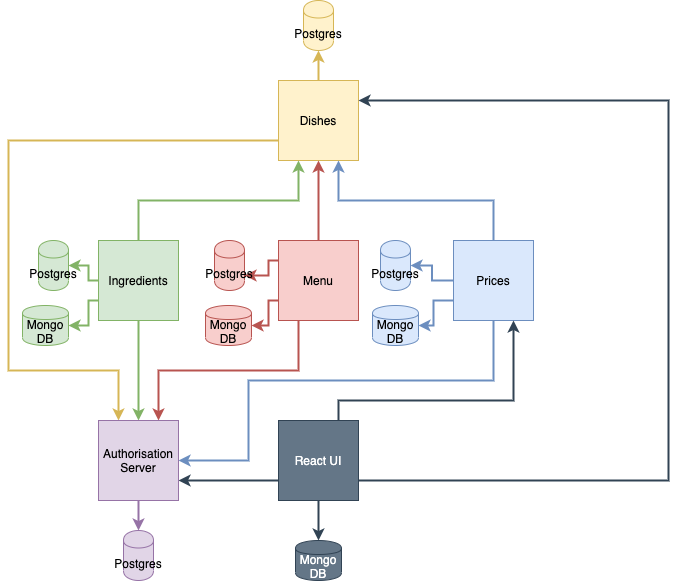 Postgres
Dishes
Postgres
Ingredients
Postgres
Menu
Postgres
Prices
Mongo
DB
Mongo
DB
Mongo
DB
Authorisation
Server
React UI
Postgres
Mongo
DB